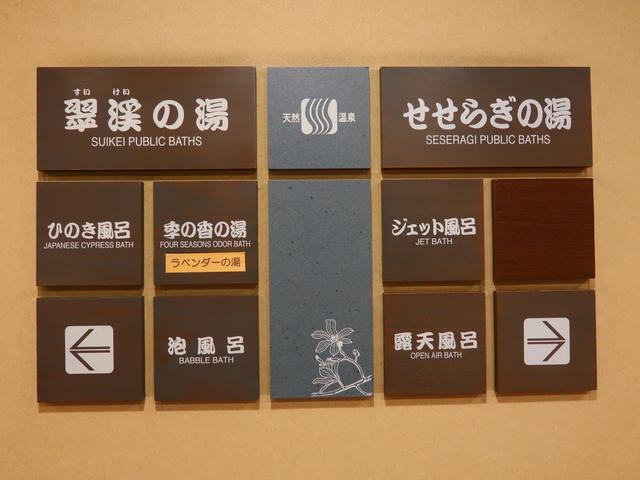 すい けい
翠渓の湯
SUIKEI PUBLIC BATHS
天然 温泉
せせらぎの湯
SESERAGI PUBLIC BATHS
ひのき風呂
JAPANESE CYPRESS BATH
季の香の湯
FOUR SEASONS ODOR BATH
ラベンダーの湯
ジェット風呂
JET BATH
泡風呂
BABBLE BATH
露天風呂
OPEN AIR BATH